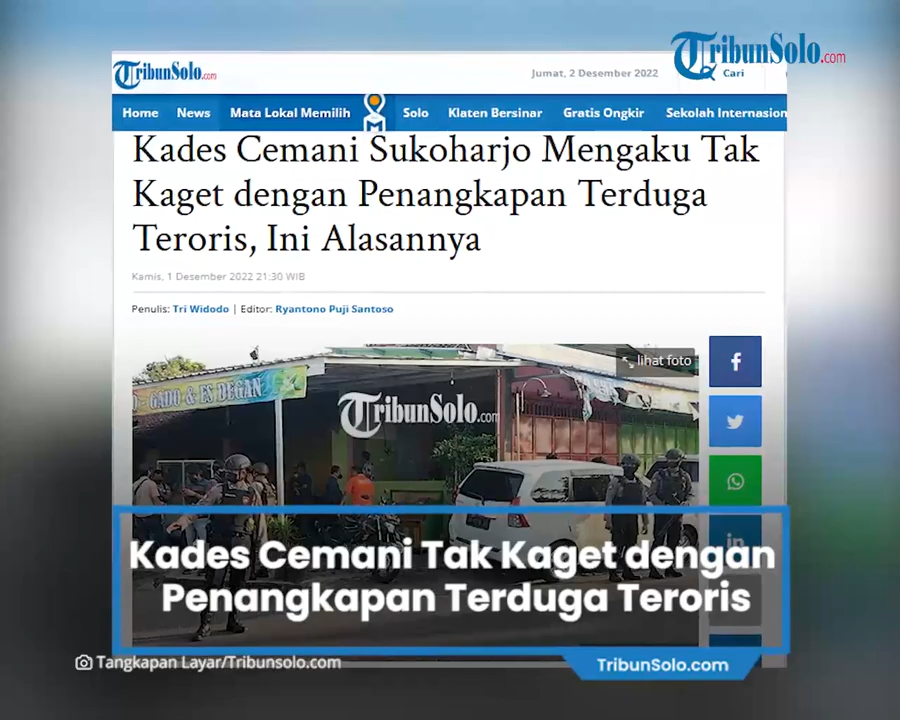 TribunSolo.com
TribunSolo.com
Jumat, 2 Desember 2022
Cari
Home News Mata Lokal Memilih Solo Klaten Bersinar Gratis Ongkir Sekolah Internasion
Kades Cemani Sukoharjo Mengaku Tak
Kaget dengan Penangkapan Terduga
Teroris, Ini Alasannya
Kamis, 1 Desember 2022 21:30 WIB
Penulis: Tri Widodo | Editor: Ryantono Puji Santoso
lihat foto
- GADO & ES DEGAN
TribunSolo.com
in
Kades Cemani Tak Kaget dengan
Penangkapan Terduga Teroris
Tangkapan Layar/Tribunsolo.com
TribunSolo.com